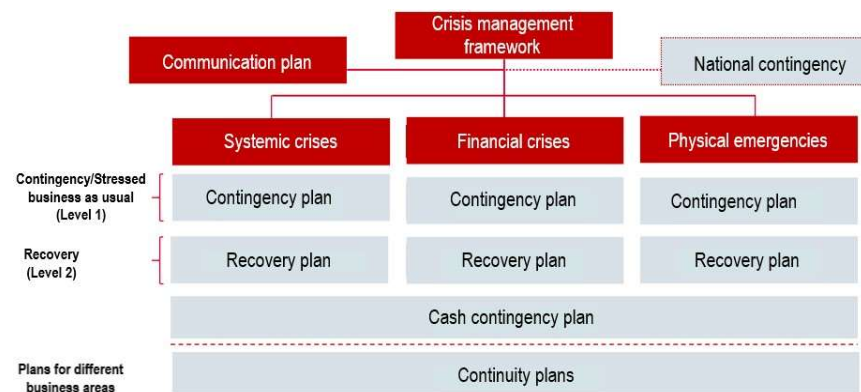 Crisis management
framework
Communication plan
National contingency
Systemic crises
Financial crises
Physical emergencies
Contingency/Stressed
business as usual
(Level 1)
Contingency plan
Contingency plan
Contingency plan
Recovery
(Level 2)
Recovery plan
Recovery plan
Recovery plan
Cash contingency plan
Plans for different
business areas
Continuity plans